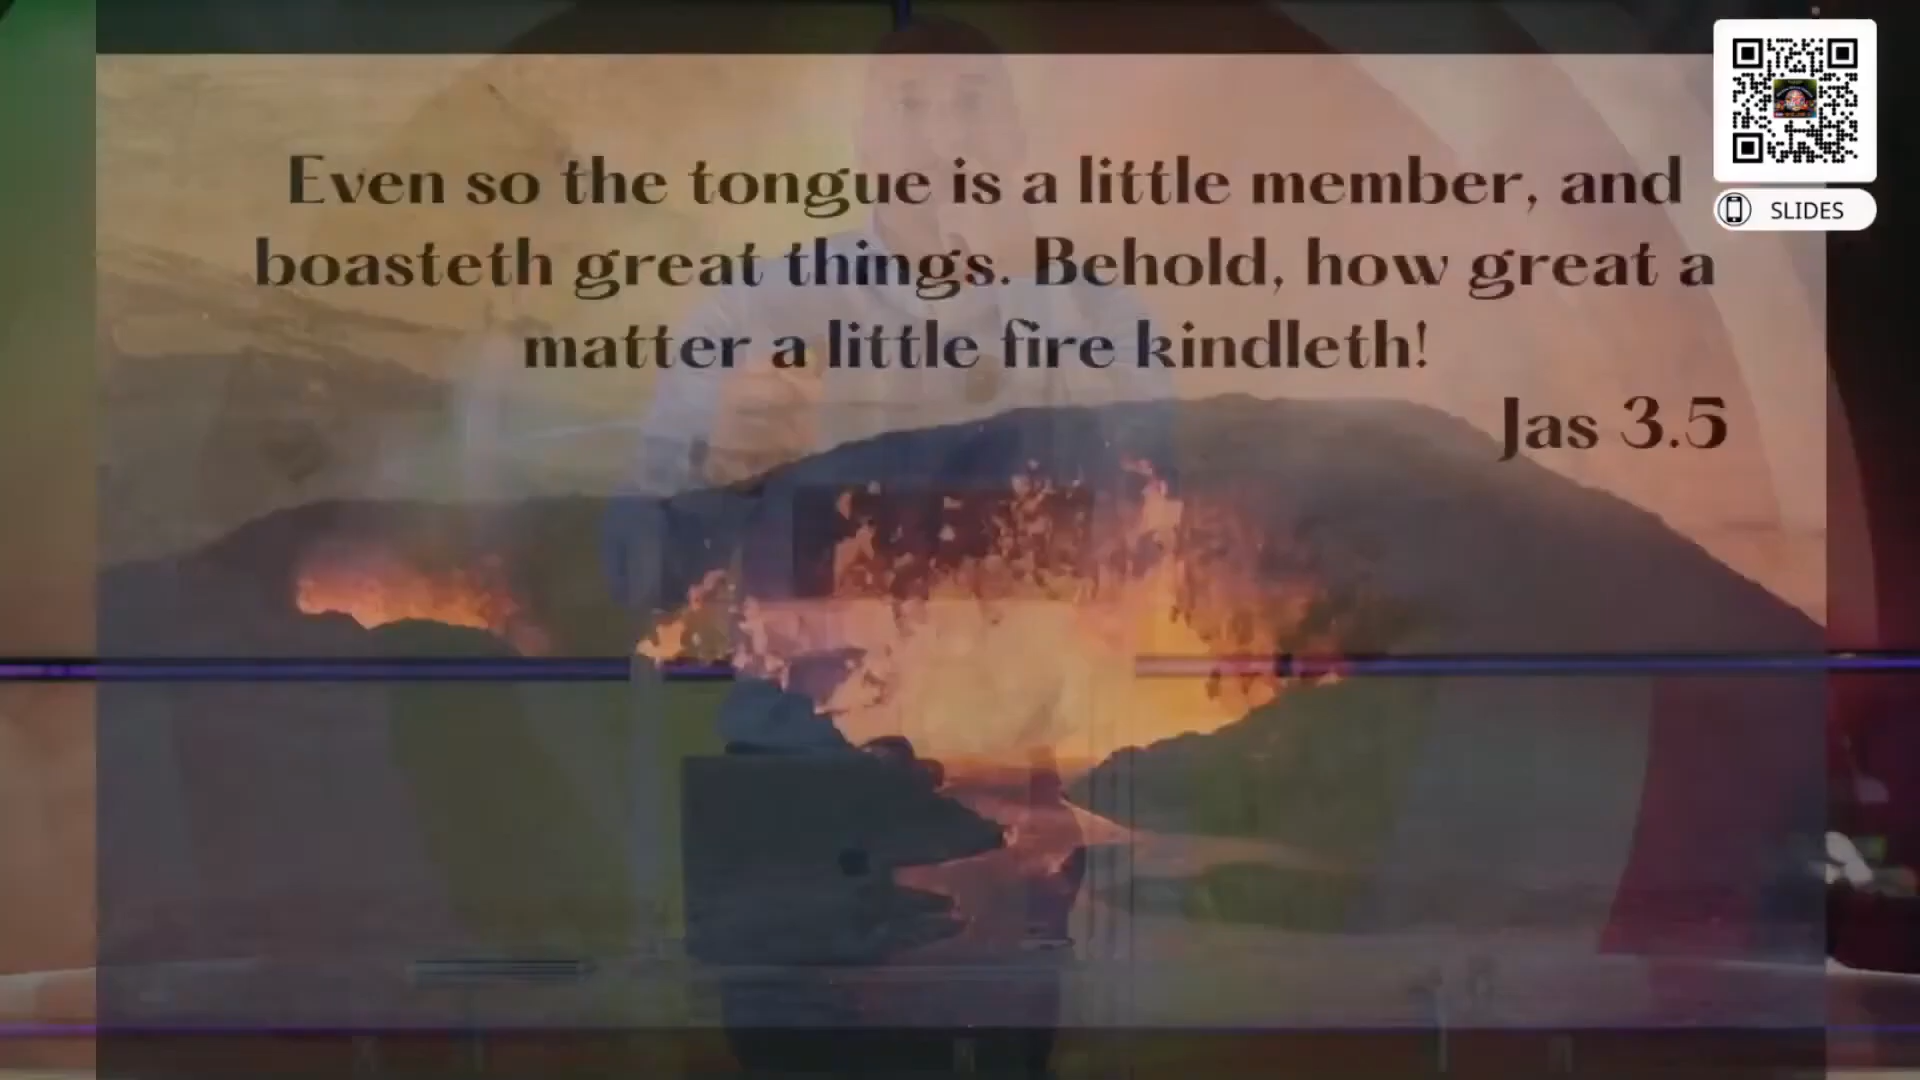 Even so the tongue is a little member, and
boasteth great things. Behold, how great a
matter a little fire kindleth!
Jas 3.5
SLIDES